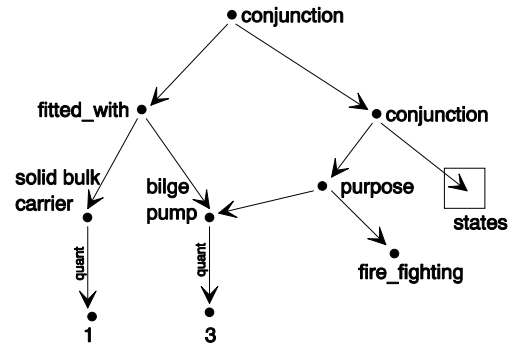 conjunction
fitted_with
conjunction
solid bulk
carrier
bilge
pump
purpose
states
quant
quant
fire_fighting
1
3